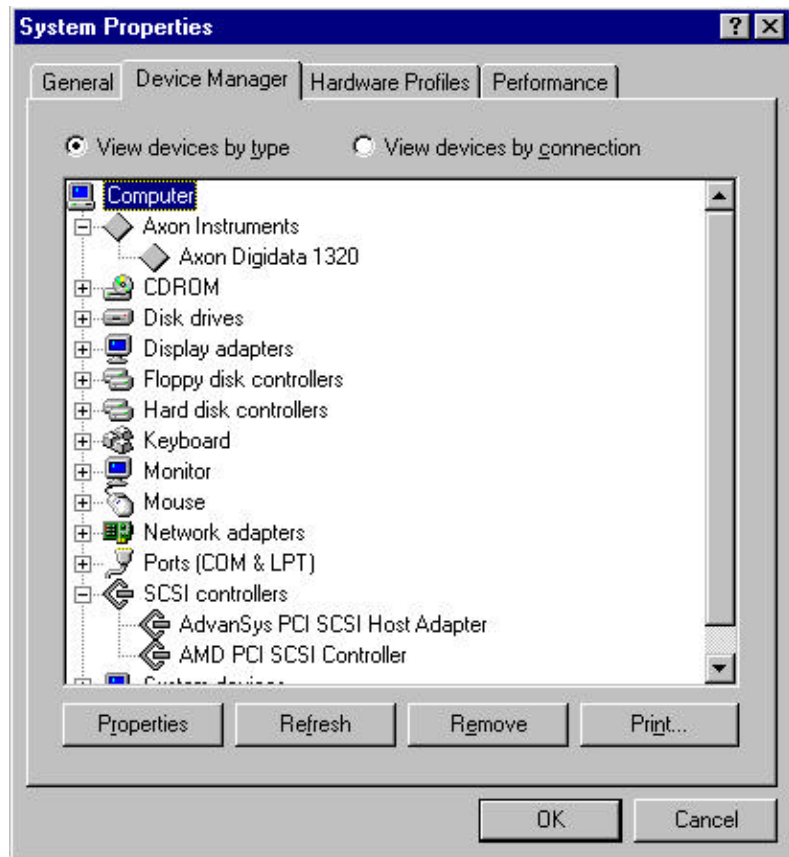 System Properties
General Device Manager Hardware Profiles Performance
View devices by type View devices by connection
Computer
Axon Instruments
Axon Digidata 1320
CDROM
Disk drives
Display adapters
Floppy disk controllers
Hard disk controllers
Keyboard
Monitor
Mouse
Network adapters
Ports (COM & LPT)
SCSI controllers
AdvanSys PCI SCSI Host Adapter
AMD PCI SCSI Controller
System devices
Properties Refresh Remove Print...
OK Cancel